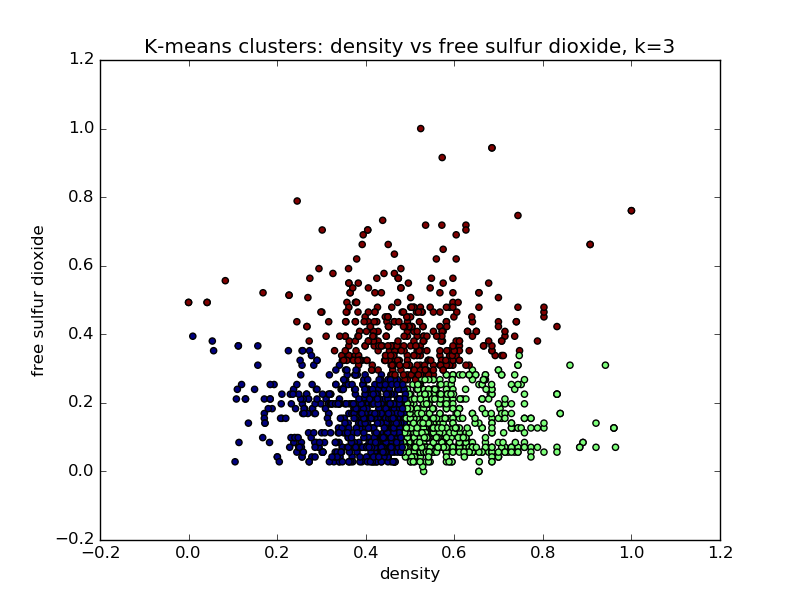 K-means clusters: density vs free sulfur dioxide, k=3
1.2
1.0
0.8
0.6
0.4
0.2
0.0
−0.2
free sulfur dioxide
−0.2 0.0 0.2 0.4 0.6 0.8 1.0 1.2
density